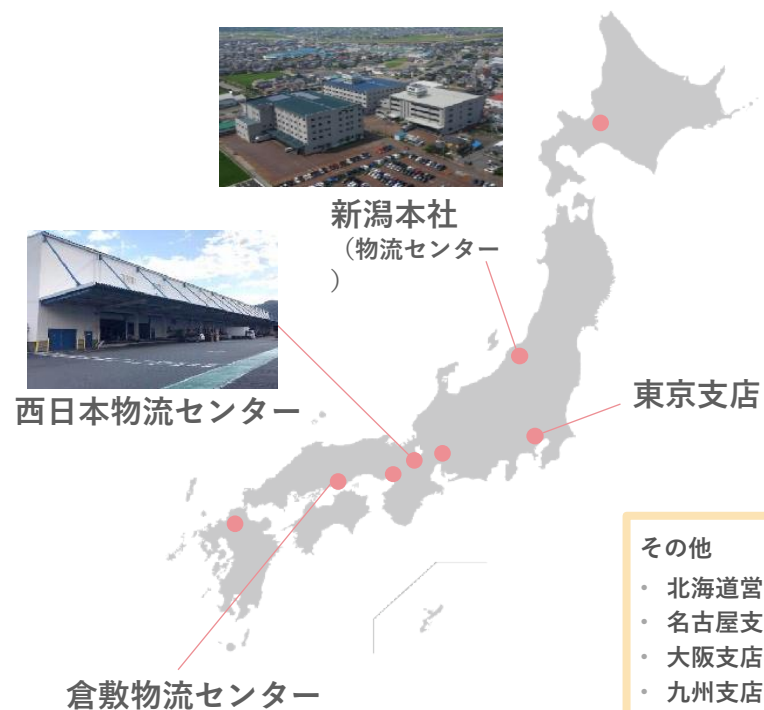 新潟本社
（物流センター
）
西日本物流センター
東京支店
その他
・ 北海道営
・ 名古屋支
・ 大阪支店
・ 九州支店
倉敷物流センター